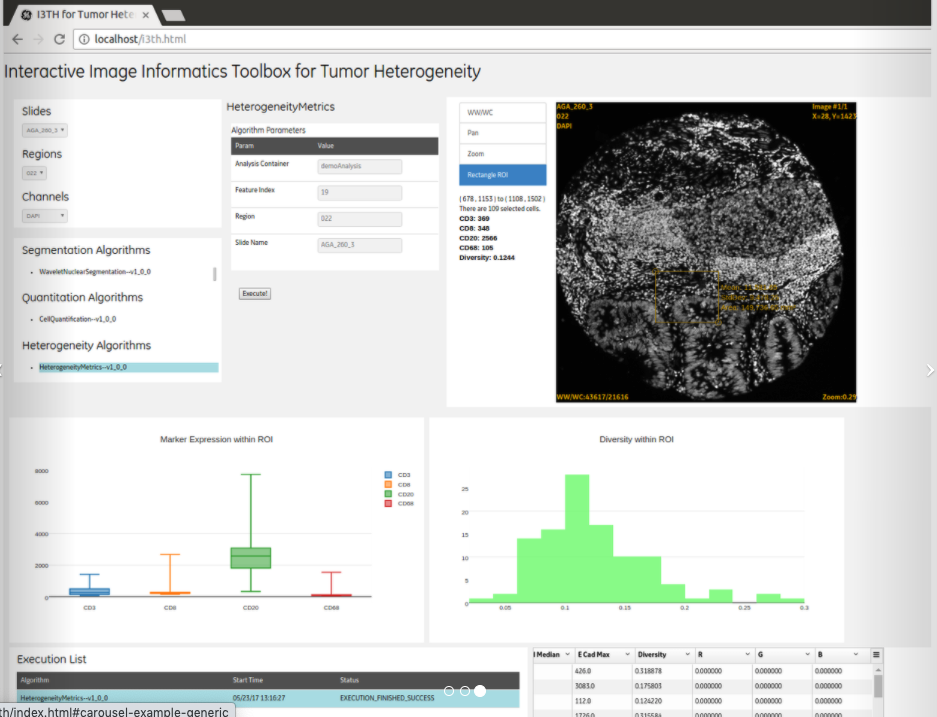 I3TH for Tumor Hete
localhost/i3th.html
Interactive Image Informatics Toolbox for Tumor Heterogeneity
Slides
AGA_260_3
Regions
022
Channels
DAPI
Segmentation Algorithms
WaveletNuclearSegmentation--v1_0_0
Quantitation Algorithms
CellQuantification--v1_0_0
Heterogeneity Algorithms
HeterogeneityMetrics--v1_0_0
HeterogeneityMetrics
Algorithm Parameters
Param Value
Analysis Container demoAnalysis
Feature Index 19
Region 022
Slide Name AGA_260_3
Execute!
WW/WC
Pan
Zoom
Rectangle ROI
( 678 , 1153 ) to ( 1108 , 1502 )
There are 109 selected cells.
CD3: 369
CD8: 348
CD20: 2566
CD68: 105
Diversity: 0.1244
AGA_260_3
022
DAPI
Image #1/1
X=28, Y=1423
WW/WC:43617/21616
Zoom:0.29
Marker Expression within ROI
8000
6000
4000
2000
0
CD3 CD8 CD20 CD68
CD3
CD8
CD20
CD68
Diversity within ROI
25
20
15
10
5
0
0.05 0.1 0.15 0.2 0.25 0.3
Execution List
Algorithm Start Time Status
HeterogeneityMetrics--v1_0_0 05/23/17 13:16:27 EXECUTION_FINISHED_SUCCESS
l Median E Cad Max Diversity R G B
426.0 0.318878 0.000000 0.000000 0.000000
3083.0 0.175803 0.000000 0.000000 0.000000
112.0 0.124220 0.000000 0.000000 0.000000
1726.0 0.315584 0.000000 0.000000 0.000000
th/index.html#carousel-example-generic